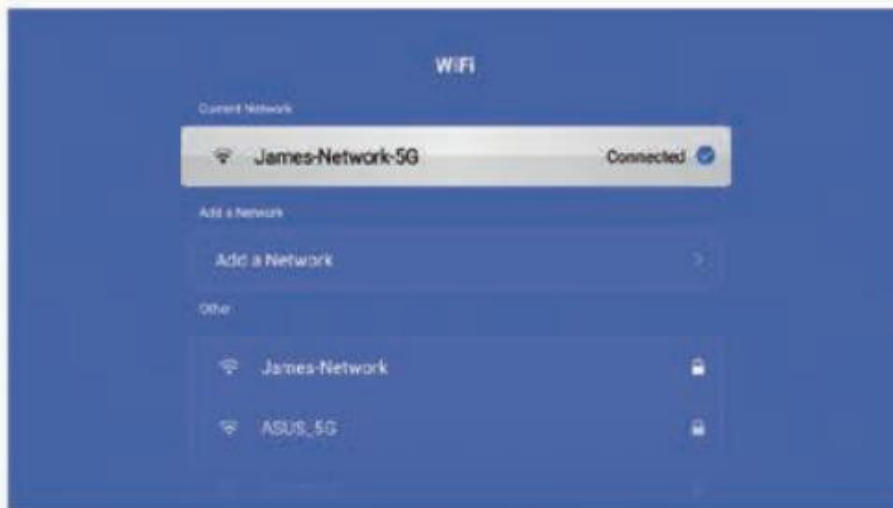 WiFi
Current Network
James-Network-5G Connected
Add a Network
Add a Network
Other
James-Network
ASUS_5G